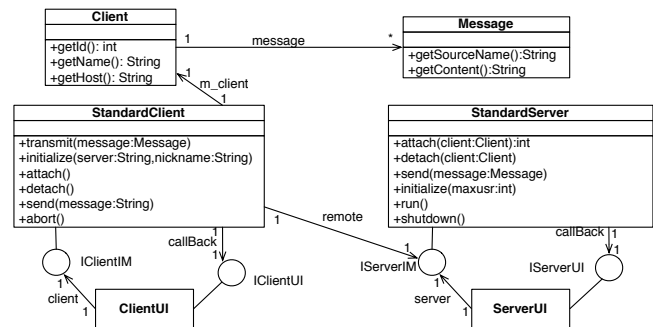 Client
+getId(): int
+getName(): String
+getHost(): String
1
message
*
Message
+getSourceName():String
+getContent():String
1
m_client
1
StandardClient
+transmit(message:Message)
+initialize(server:String,nickname:String)
+attach()
+detach()
+send(message:String)
+abort()
StandardServer
+attach(client:Client):int
+detach(client:Client)
+send(message:Message)
+initialize(maxusr:int)
+run()
+shutdown()
1
remote
1
1
callBack
1
callBack
1
1
IClientIM
IClientUI
IServerIM
IServerUI
1
client
1
ClientUI
1
server
1
ServerUI